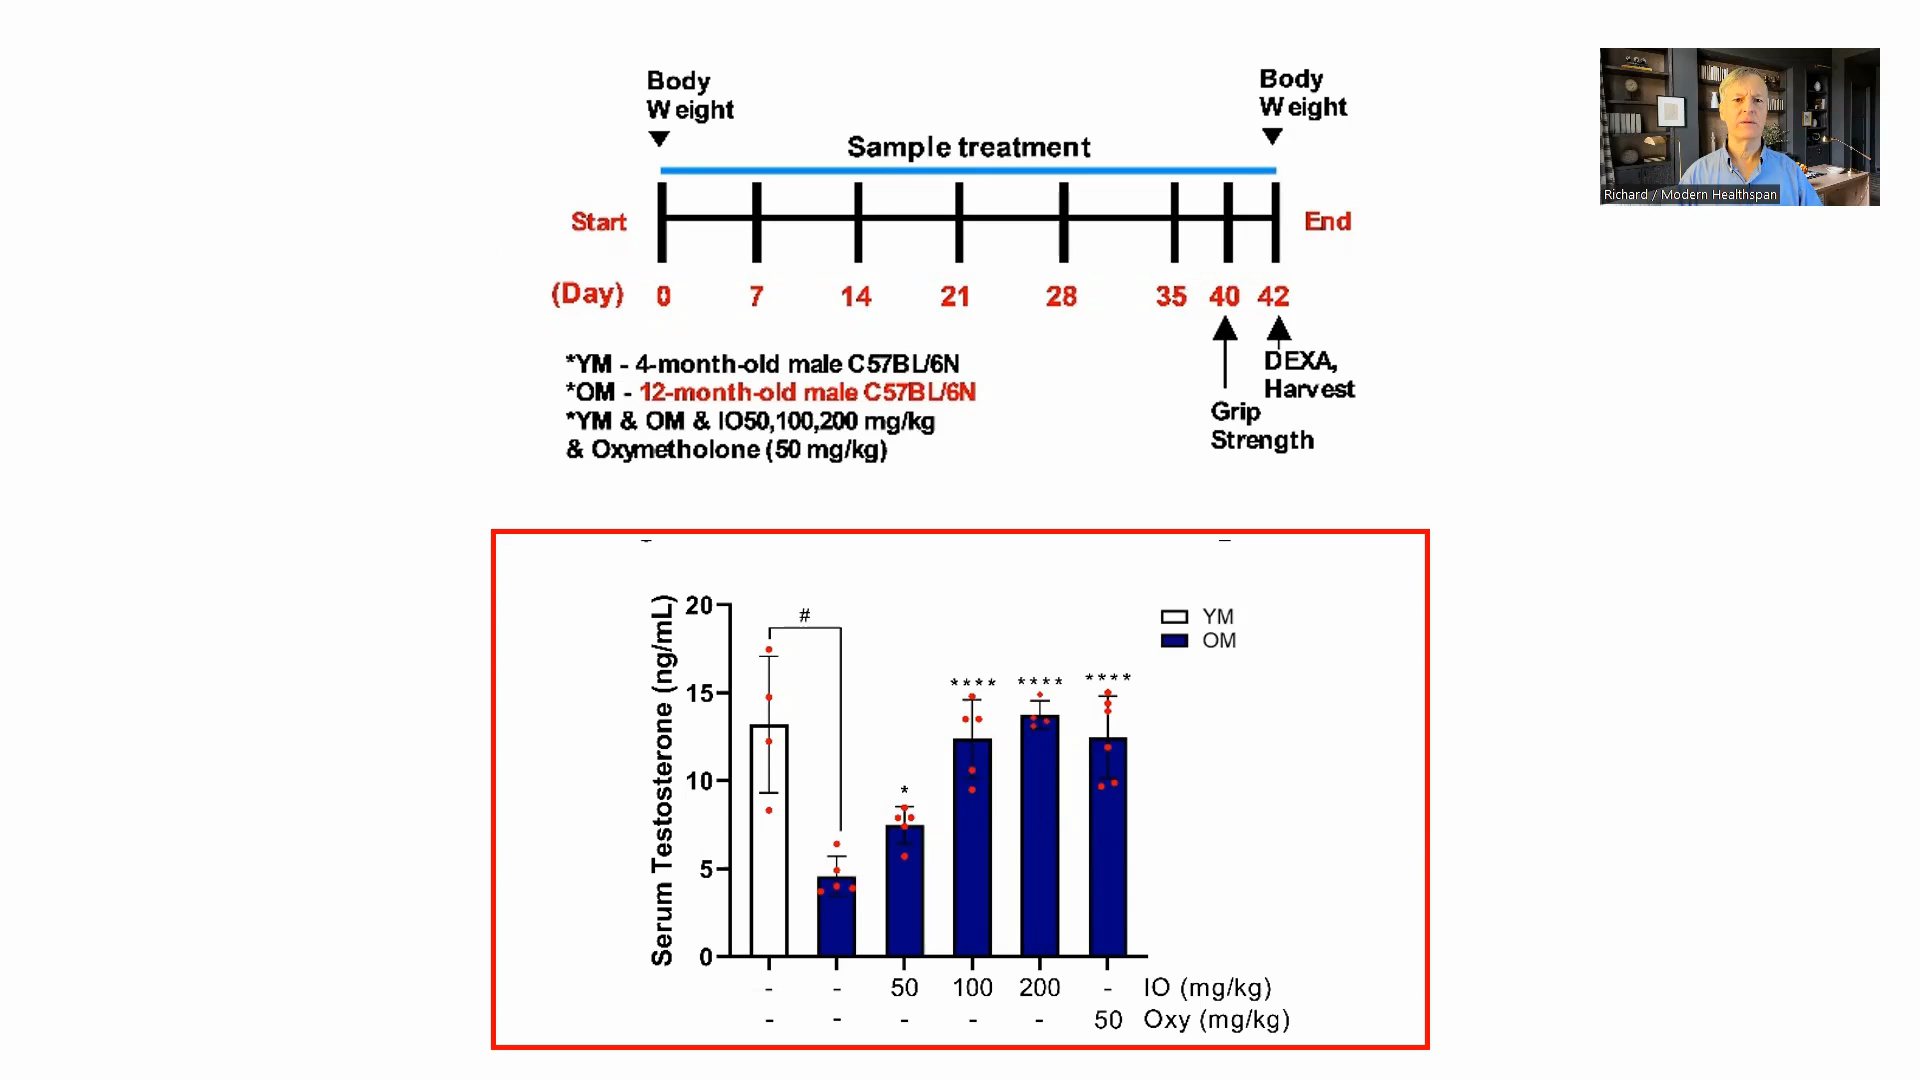 Body
Weight
Body
Weight
Sample treatment
Start
End
(Day) 0 7 14 21 28 35 40 42
*YM - 4-month-old male C57BL/6N
*OM - 12-month-old male C57BL/6N
*YM & OM & IO50,100,200 mg/kg
& Oxymetholone (50 mg/kg)
DEXA,
Harvest
Grip
Strength
Richard / Modern Healthspan
Serum Testosterone (ng/mL)
20
15
10
5
0
#
*
****
****
****
YM
OM
- - 50 100 200 - IO (mg/kg)
- - - - - 50 Oxy (mg/kg)